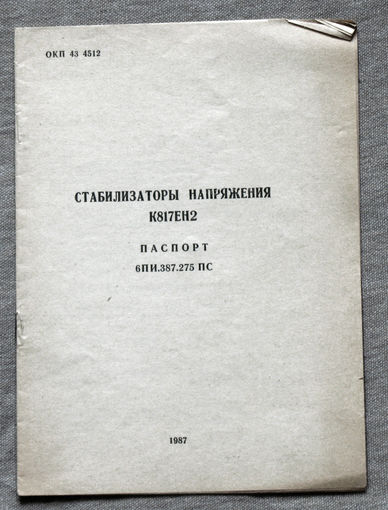 ОКП 43 4512
СТАБИЛИЗАТОРЫ НАПРЯЖЕНИЯ
К817ЕН2
ПАСПОРТ
6ПИ.387.275 ПС
1987